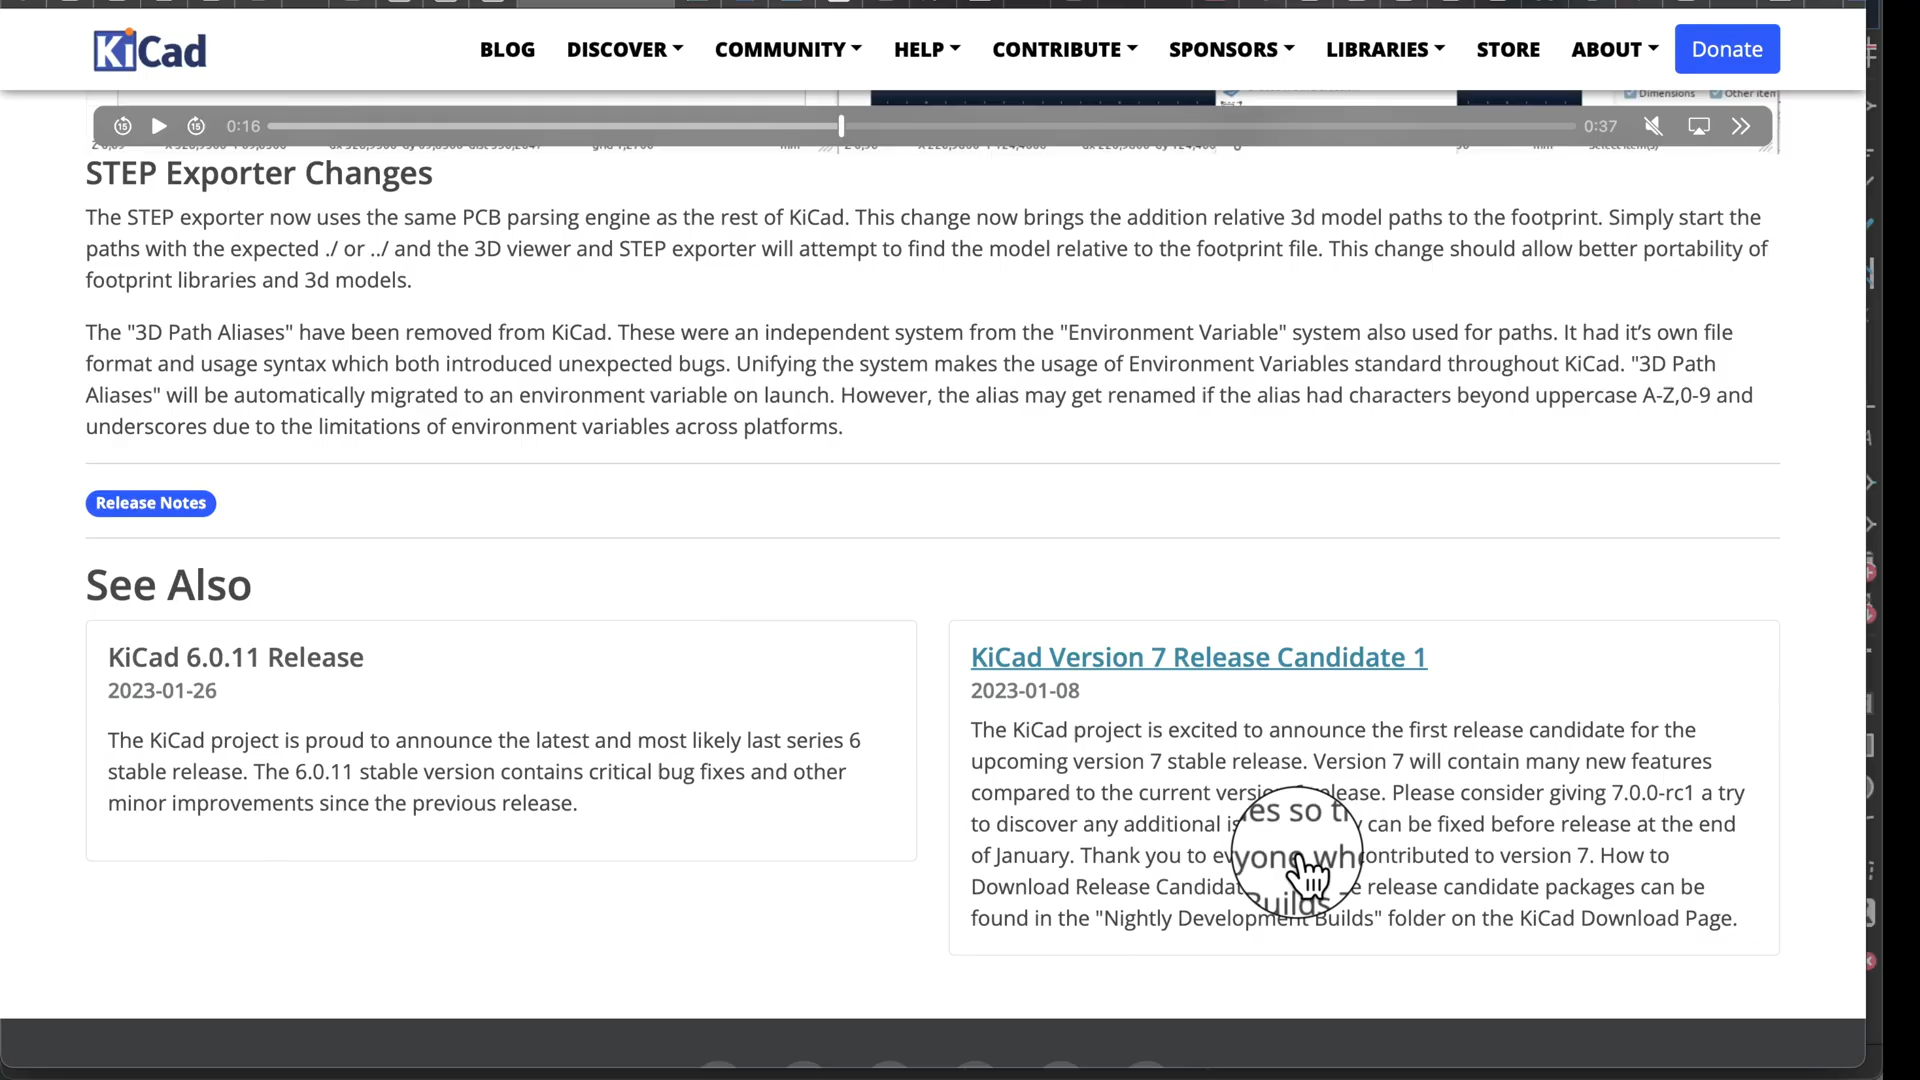 KiCad
BLOG DISCOVER COMMUNITY HELP CONTRIBUTE SPONSORS LIBRARIES STORE ABOUT Donate
Dimensions Other item
15 15 0:16 0:37
STEP Exporter Changes
The STEP exporter now uses the same PCB parsing engine as the rest of KiCad. This change now brings the addition relative 3d model paths to the footprint. Simply start the
paths with the expected ./ or ../ and the 3D viewer and STEP exporter will attempt to find the model relative to the footprint file. This change should allow better portability of
footprint libraries and 3d models.
The "3D Path Aliases" have been removed from KiCad. These were an independent system from the "Environment Variable" system also used for paths. It had it’s own file
format and usage syntax which both introduced unexpected bugs. Unifying the system makes the usage of Environment Variables standard throughout KiCad. "3D Path
Aliases" will be automatically migrated to an environment variable on launch. However, the alias may get renamed if the alias had characters beyond uppercase A-Z,0-9 and
underscores due to the limitations of environment variables across platforms.
Release Notes
See Also
KiCad 6.0.11 Release
2023-01-26
The KiCad project is proud to announce the latest and most likely last series 6
stable release. The 6.0.11 stable version contains critical bug fixes and other
minor improvements since the previous release.
KiCad Version 7 Release Candidate 1
2023-01-08
The KiCad project is excited to announce the first release candidate for the
upcoming version 7 stable release. Version 7 will contain many new features
compared to the current release. Please consider giving 7.0.0-rc1 a try
to discover any additional es so can be fixed before release at the end
of January. Thank you to everyone who contributed to version 7. How to
Download Release release candidate packages can be
found in the "Nightly Development Builds" folder on the KiCad Download Page.